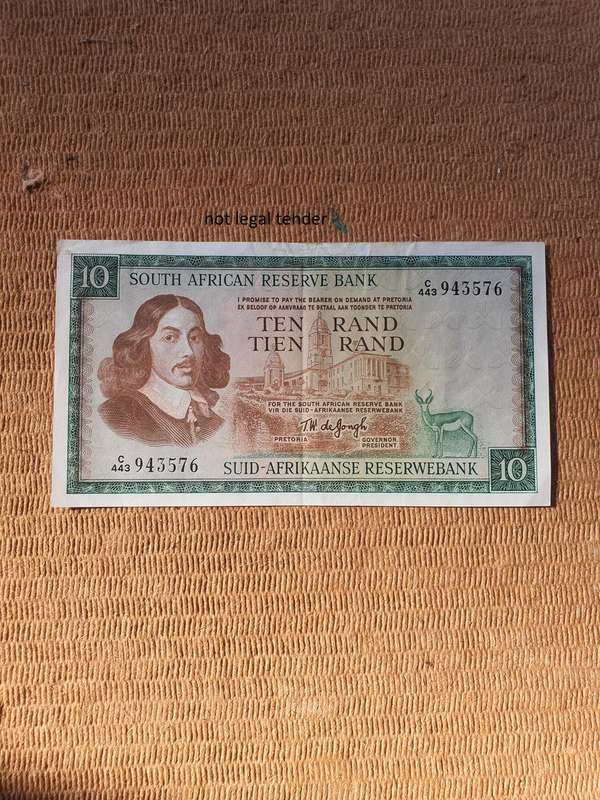 not legal tender
10 SOUTH AFRICAN RESERVE BANK
C/443 943576
I PROMISE TO PAY THE BEARER ON DEMAND AT PRETORIA
EK BELOOF OP AANVRAAG TE BETAAL AAN TOONDER TE PRETORIA
TEN RAND
TIEN RAND
FOR THE SOUTH AFRICAN RESERVE BANK
VIR DIE SUID-AFRIKAANSE RESERWEBANK
TW de Jongh
PRETORIA GOVERNOR
PRESIDENT
C/443 943576
SUID-AFRIKAANSE RESERWEBANK 10